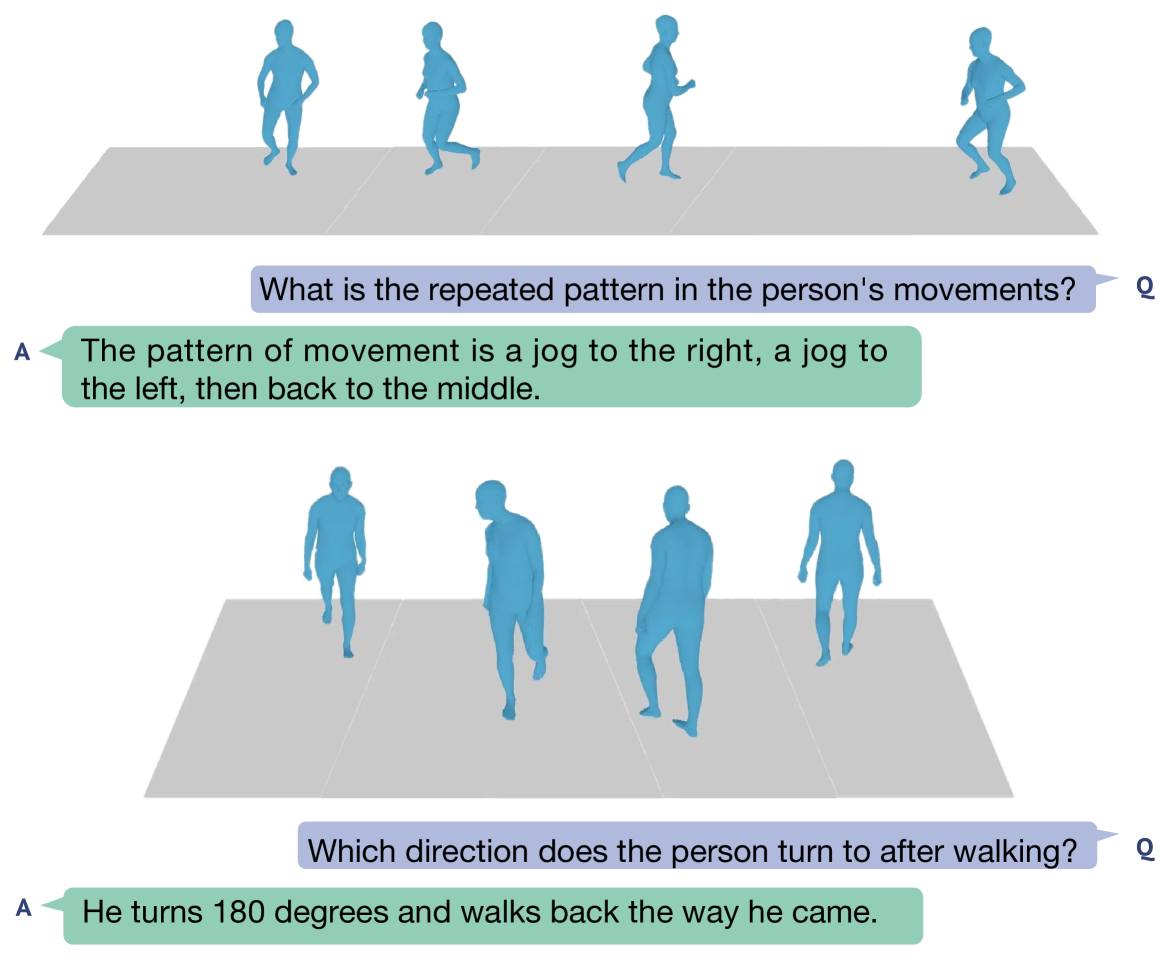 What is the repeated pattern in the person's movements?
Q
A
The pattern of movement is a jog to the right, a jog to
the left, then back to the middle.
Which direction does the person turn to after walking?
Q
A
He turns 180 degrees and walks back the way he came.